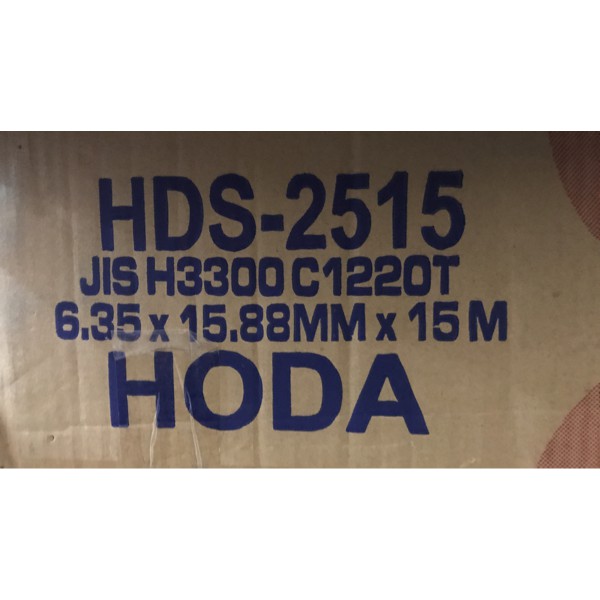 HDS-2515
JIS H3300 C1220T
6.35 x 15.88MM x 15 M
HODA